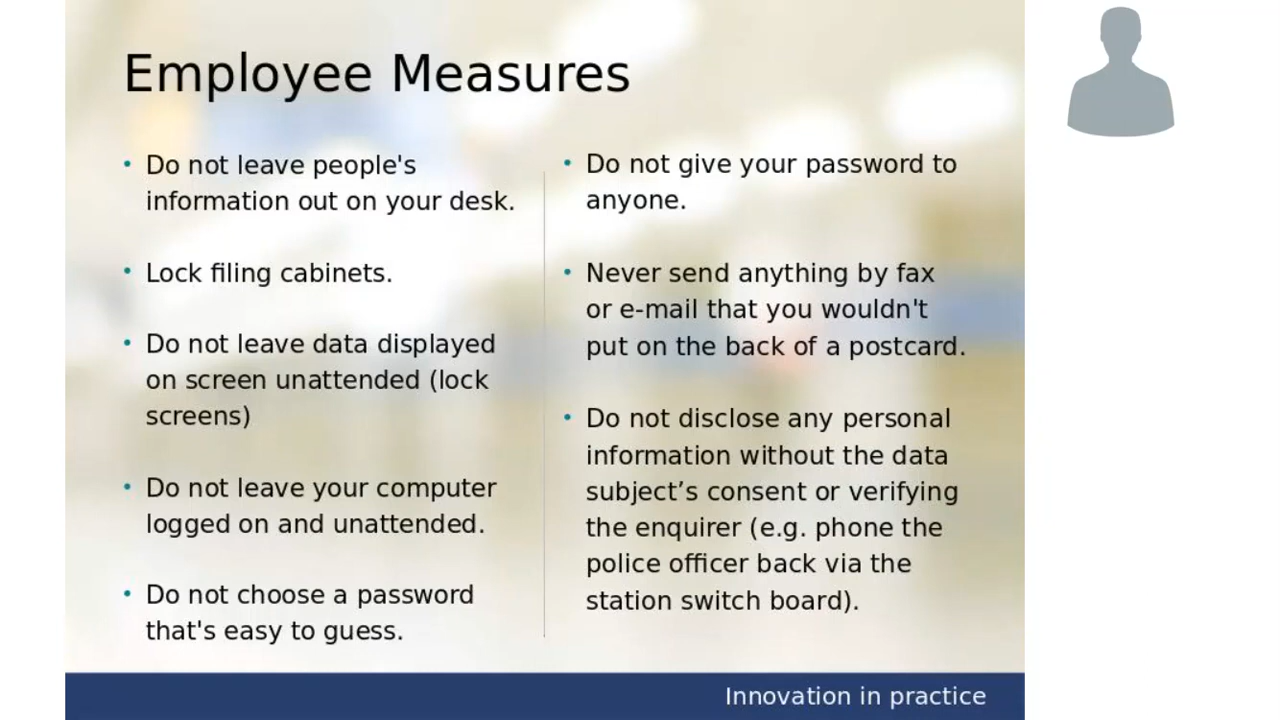 Employee Measures
• Do not leave people's
information out on your desk.
• Lock filing cabinets.
• Do not leave data displayed
on screen unattended (lock
screens)
• Do not leave your computer
logged on and unattended.
• Do not choose a password
that's easy to guess.
• Do not give your password to
anyone.
• Never send anything by fax
or e-mail that you wouldn't
put on the back of a postcard.
• Do not disclose any personal
information without the data
subject’s consent or verifying
the enquirer (e.g. phone the
police officer back via the
station switch board).
Innovation in practice